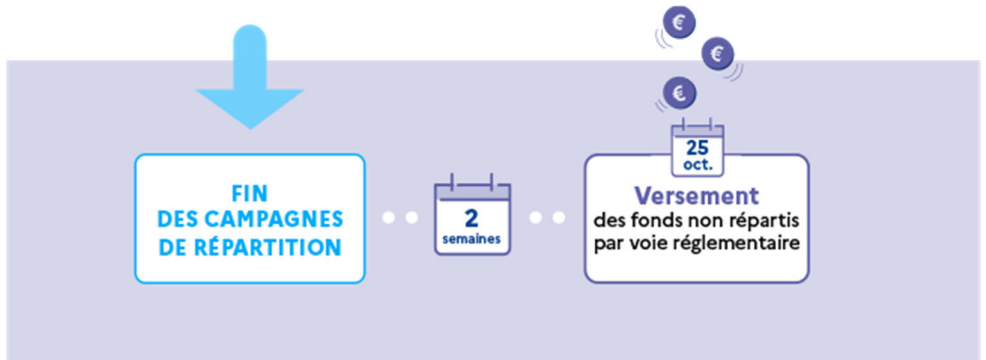 €
€
€
25
oct.
FIN
DES CAMPAGNES
DE RÉPARTITION
2
semaines
Versement
des fonds non répartis
par voie réglementaire